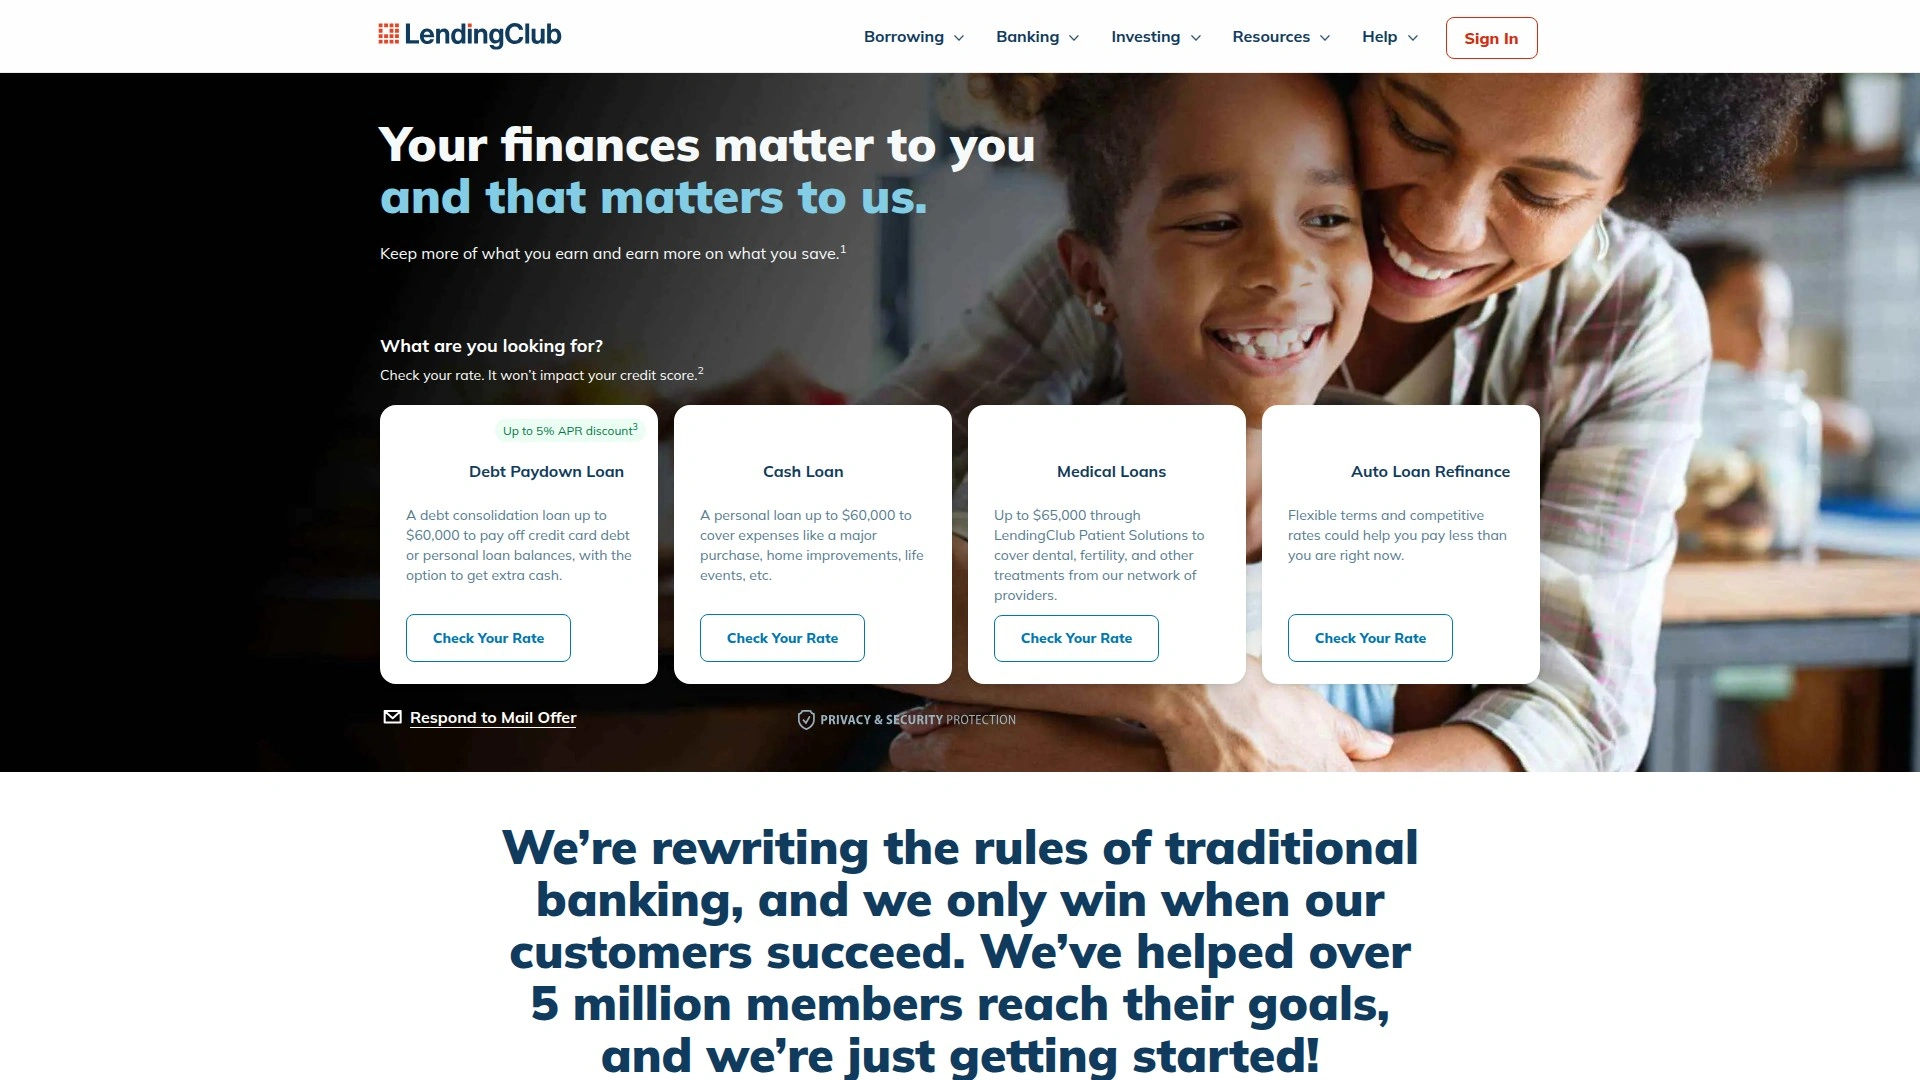 LendingClub
Borrowing
Banking
Investing
Resources
Help
Sign In
Your finances matter to you
and that matters to us.
Keep more of what you earn and earn more on what you save.1
What are you looking for?
Check your rate. It won’t impact your credit score.2
Up to 5% APR discount3
Debt Paydown Loan
A debt consolidation loan up to
$60,000 to pay off credit card debt
or personal loan balances, with the
option to get extra cash.
Check Your Rate
Cash Loan
A personal loan up to $60,000 to
cover expenses like a major
purchase, home improvements, life
events, etc.
Check Your Rate
Medical Loans
Up to $65,000 through
LendingClub Patient Solutions to
cover dental, fertility, and other
treatments from our network of
providers.
Check Your Rate
Auto Loan Refinance
Flexible terms and competitive
rates could help you pay less than
you are right now.
Check Your Rate
Respond to Mail Offer
PRIVACY & SECURITY PROTECTION
We’re rewriting the rules of traditional
banking, and we only win when our
customers succeed. We’ve helped over
5 million members reach their goals,
and we’re just getting started!